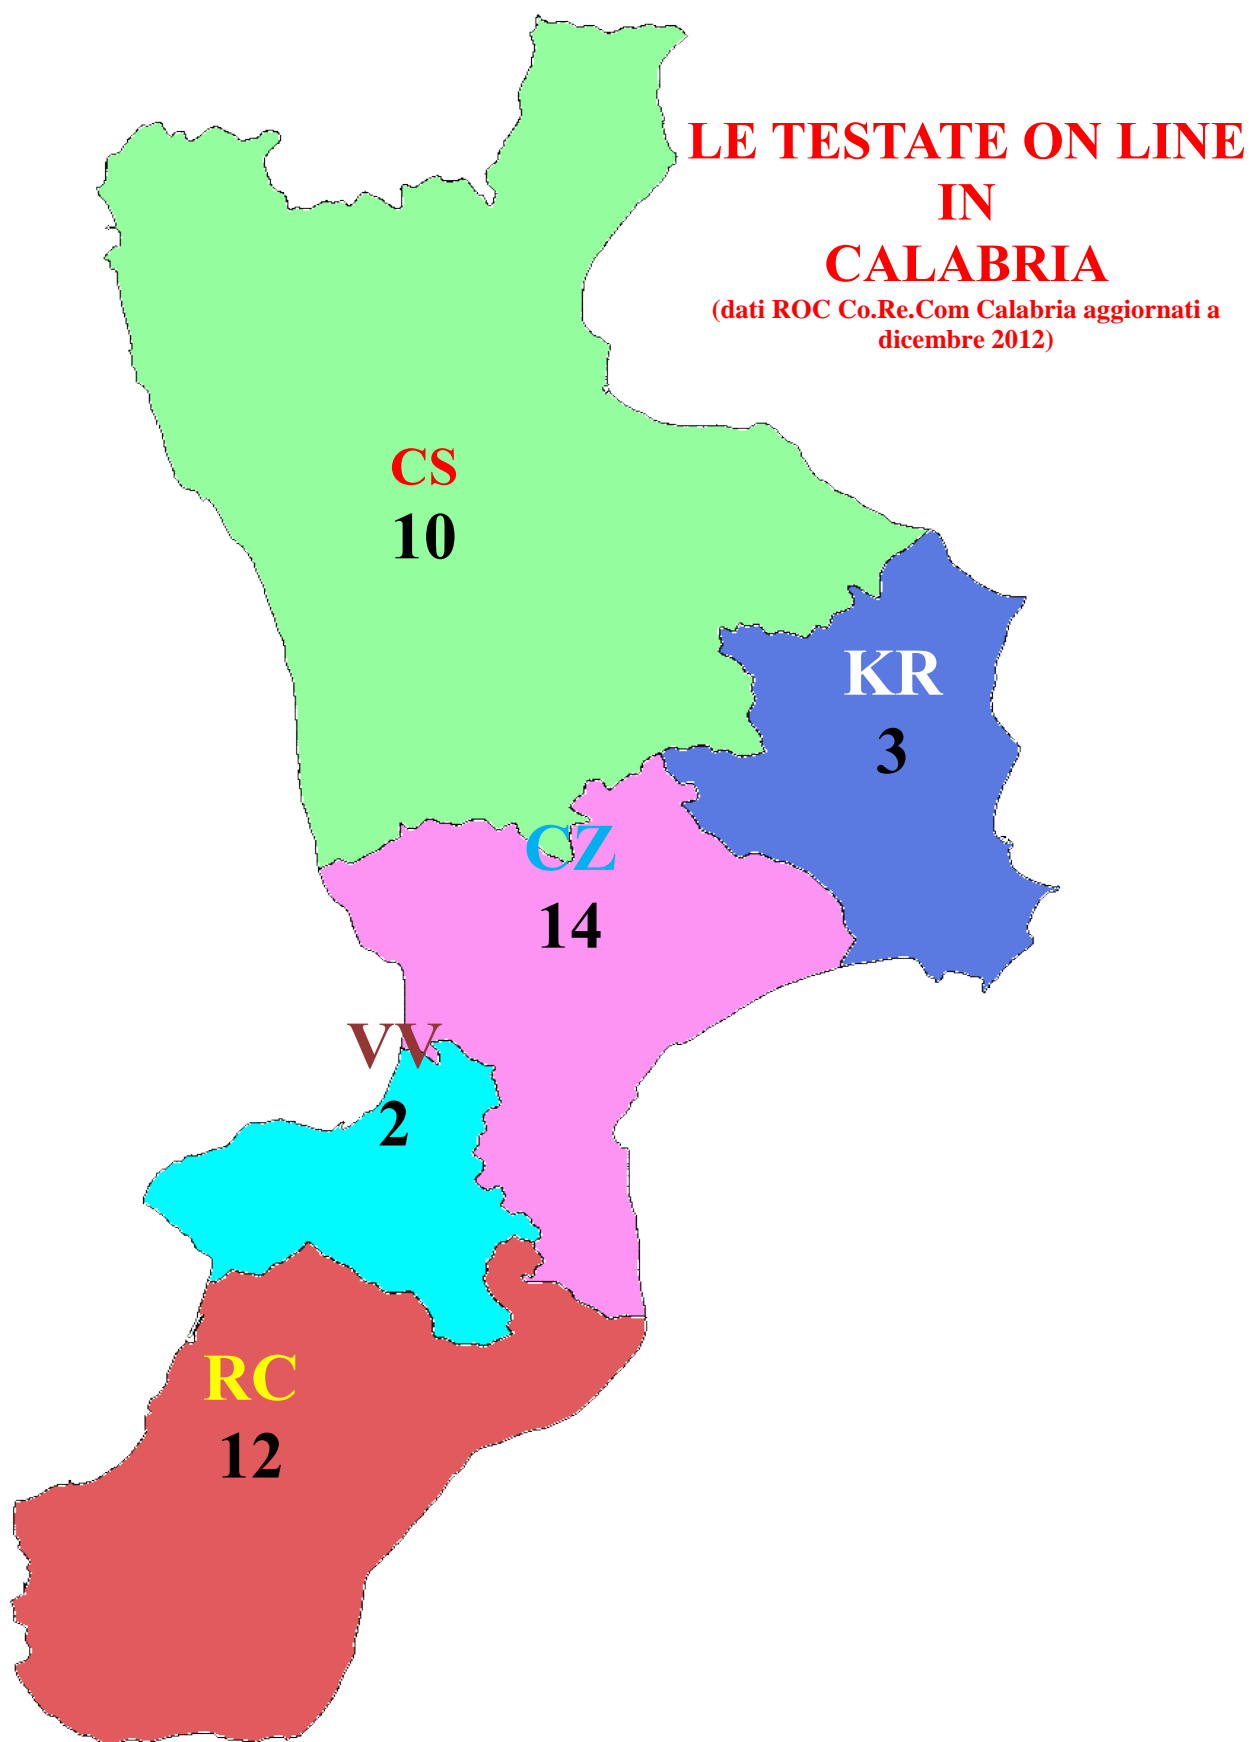 LE TESTATE ON LINE
IN
CALABRIA
(dati ROC Co.Re.Com Calabria aggiornati a
dicembre 2012)
CS
10
KR
3
CZ
14
VV
2
RC
12